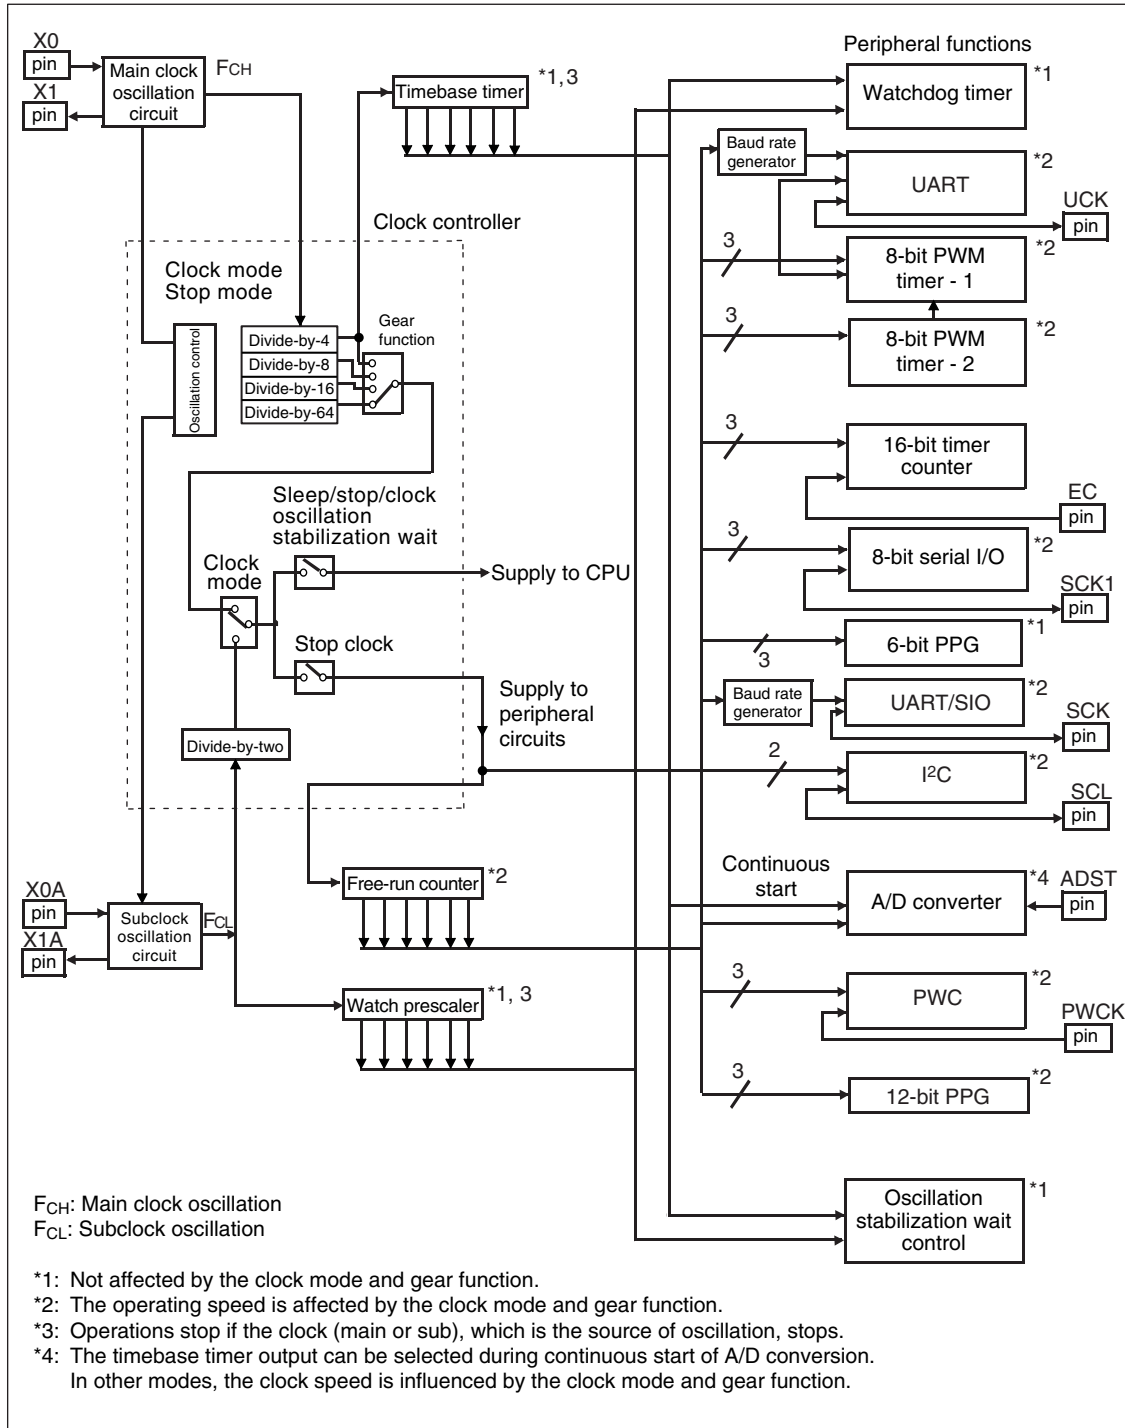 X0
pin
X1
pin
Main clock
oscillation
circuit
FCH
Timebase timer
*1, 3
Peripheral functions
Watchdog timer
*1
Baud rate
generator
UART
*2
UCK
pin
Clock controller
3
8-bit PWM
timer - 1
*2
Clock mode
Stop mode
Oscillation control
Divide-by-4
Divide-by-8
Divide-by-16
Divide-by-64
Gear
function
3
8-bit PWM
timer - 2
*2
3
16-bit timer
counter
EC
pin
Sleep/stop/clock
oscillation
stabilization wait
Clock
mode
Supply to CPU
3
8-bit serial I/O
*2
SCK1
pin
Stop clock
3
6-bit PPG
*1
Supply to
peripheral
circuits
Baud rate
generator
UART/SIO
*2
SCK
pin
Divide-by-two
2
I2C
*2
SCL
pin
X0A
pin
X1A
pin
Subclock
oscillation
circuit
FCL
Free-run counter
*2
Continuous
start
A/D converter
*4
ADST
pin
Watch prescaler
*1, 3
3
PWC
*2
PWCK
pin
3
12-bit PPG
*2
Oscillation
stabilization wait
control
*1
FCH: Main clock oscillation
FCL: Subclock oscillation
*1: Not affected by the clock mode and gear function.
*2: The operating speed is affected by the clock mode and gear function.
*3: Operations stop if the clock (main or sub), which is the source of oscillation, stops.
*4: The timebase timer output can be selected during continuous start of A/D conversion.
In other modes, the clock speed is influenced by the clock mode and gear function.